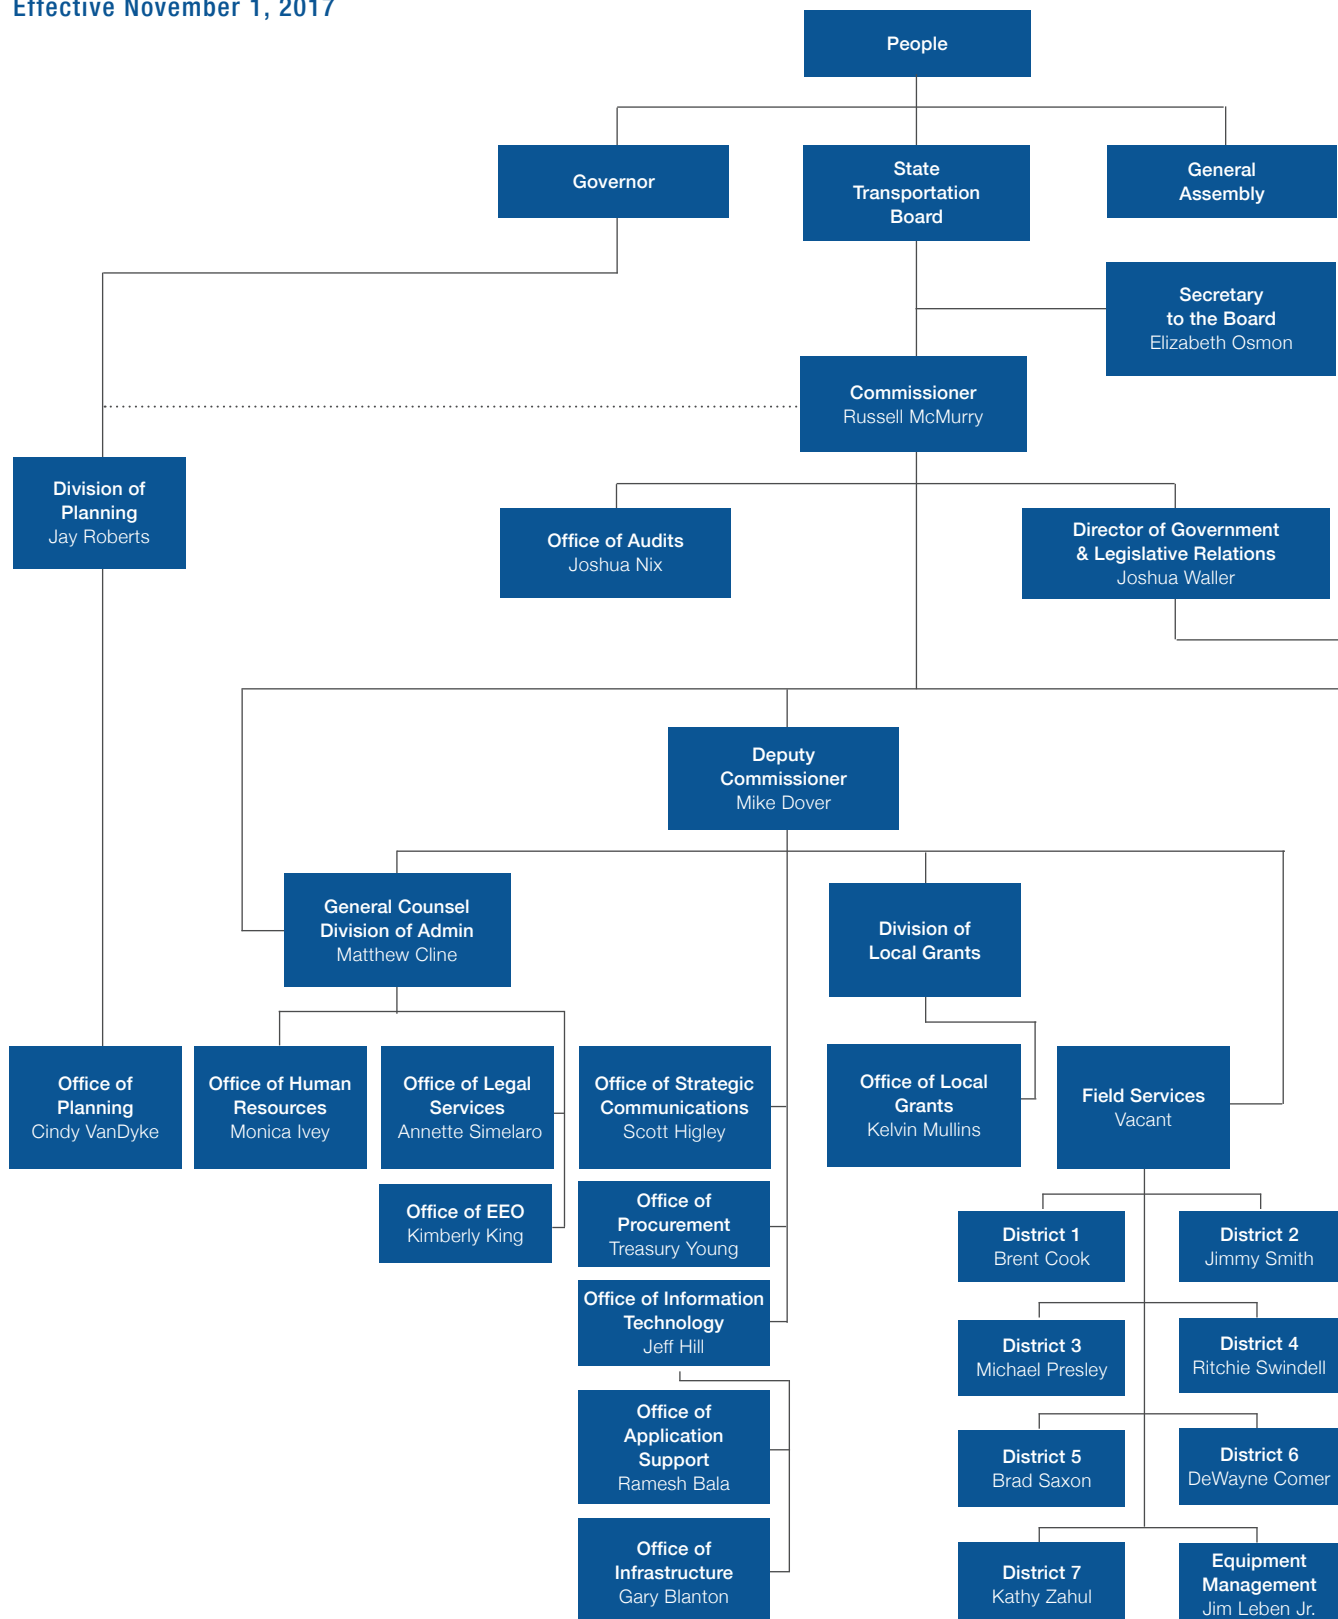 Effective November 1, 2017
People
Governor
State
Transportation
Board
General
Assembly
Secretary
to the Board
Elizabeth Osmon
Commissioner
Russell McMurry
Division of
Planning
Jay Roberts
Office of Audits
Joshua Nix
Director of Government
& Legislative Relations
Joshua Waller
Deputy
Commissioner
Mike Dover
General Counsel
Division of Admin
Matthew Cline
Division of
Local Grants
Office of
Planning
Cindy VanDyke
Office of Human
Resources
Monica Ivey
Office of Legal
Services
Annette Simelaro
Office of Strategic
Communications
Scott Higley
Office of Local
Grants
Kelvin Mullins
Field Services
Vacant
Office of EEO
Kimberly King
Office of
Procurement
Treasury Young
District 1
Brent Cook
District 2
Jimmy Smith
Office of Information
Technology
Jeff Hill
District 3
Michael Presley
District 4
Ritchie Swindell
Office of
Application
Support
Ramesh Bala
District 5
Brad Saxon
District 6
DeWayne Comer
Office of
Infrastructure
Gary Blanton
District 7
Kathy Zahul
Equipment
Management
Jim Leben Jr.